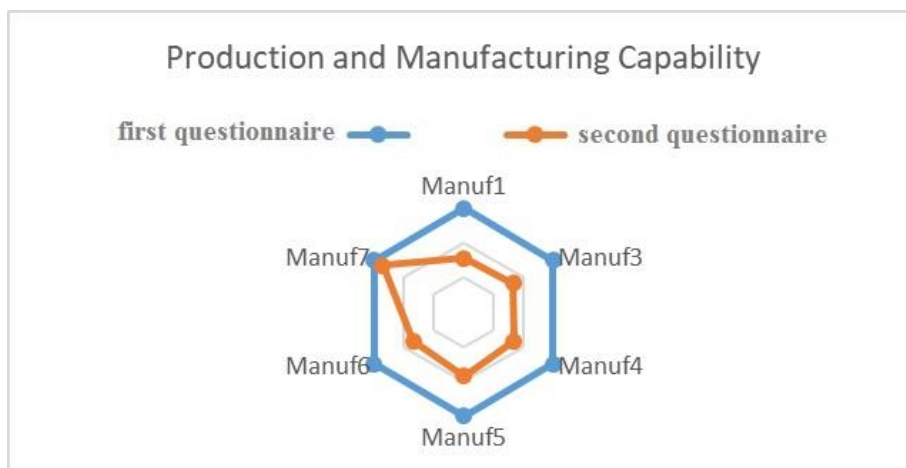 Production and Manufacturing Capability
first questionnaire
second questionnaire
Manuf1
Manuf7
Manuf3
Manuf6
Manuf4
Manuf5